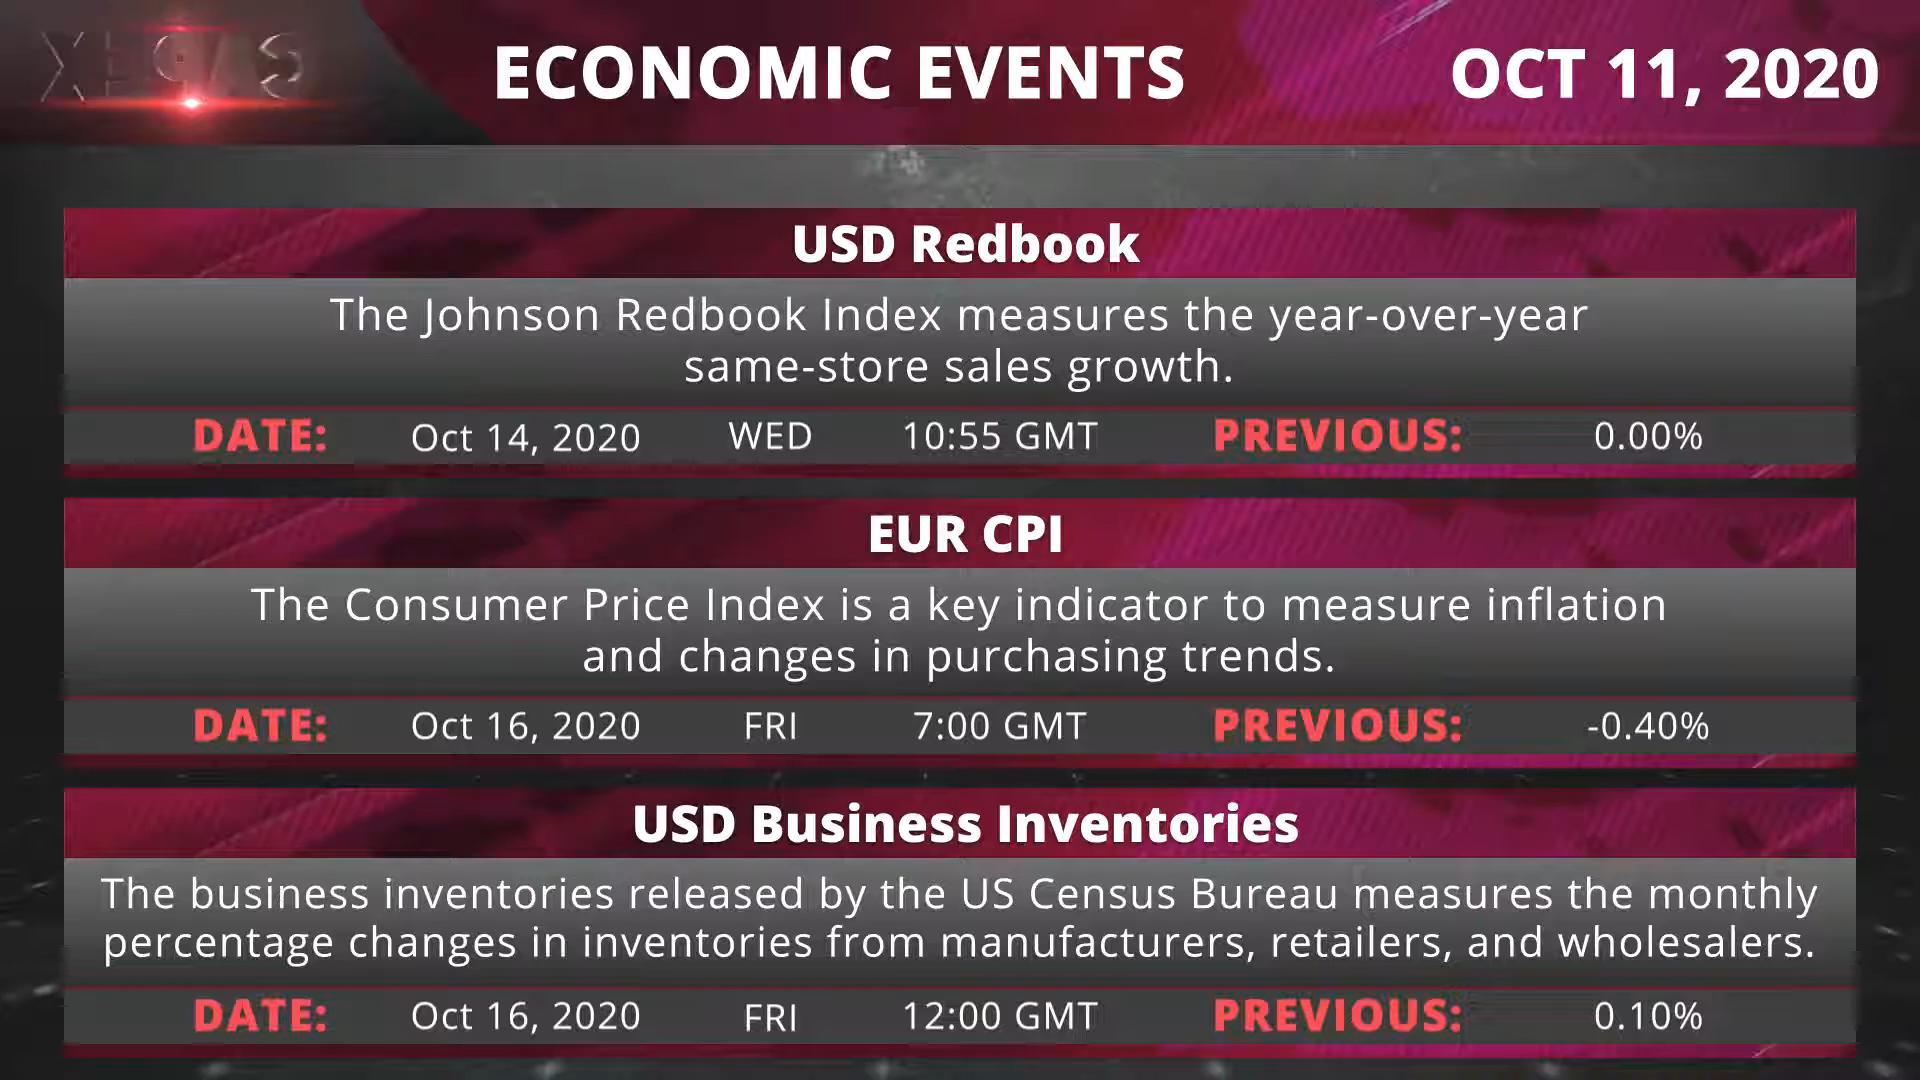 ECONOMIC EVENTS
OCT 11, 2020
USD Redbook
The Johnson Redbook Index measures the year-over-year
same-store sales growth.
DATE: Oct 14, 2020 WED 10:55 GMT PREVIOUS: 0.00%
EUR CPI
The Consumer Price Index is a key indicator to measure inflation
and changes in purchasing trends.
DATE: Oct 16, 2020 FRI 7:00 GMT PREVIOUS: -0.40%
USD Business Inventories
The business inventories released by the US Census Bureau measures the monthly
percentage changes in inventories from manufacturers, retailers, and wholesalers.
DATE: Oct 16, 2020 FRI 12:00 GMT PREVIOUS: 0.10%